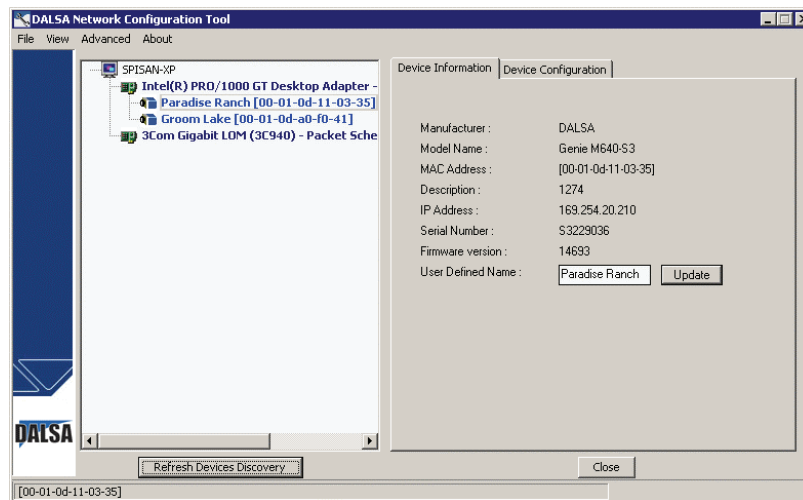 DALSA Network Configuration Tool
File View Advanced About
SPISAN-XP
Intel(R) PRO/1000 GT Desktop Adapter -
Paradise Ranch [00-01-0d-11-03-35]
Groom Lake [00-01-0d-a0-f0-41]
3Com Gigabit LOM (3C940) - Packet Sche
Device Information Device Configuration
Manufacturer : DALSA
Model Name : Genie M640-S3
MAC Address : [00-01-0d-11-03-35]
Description : 1274
IP Address : 169.254.20.210
Serial Number : S3229036
Firmware version : 14693
User Defined Name : Paradise Ranch Update
DALSA
Refresh Devices Discovery Close
[00-01-0d-11-03-35]